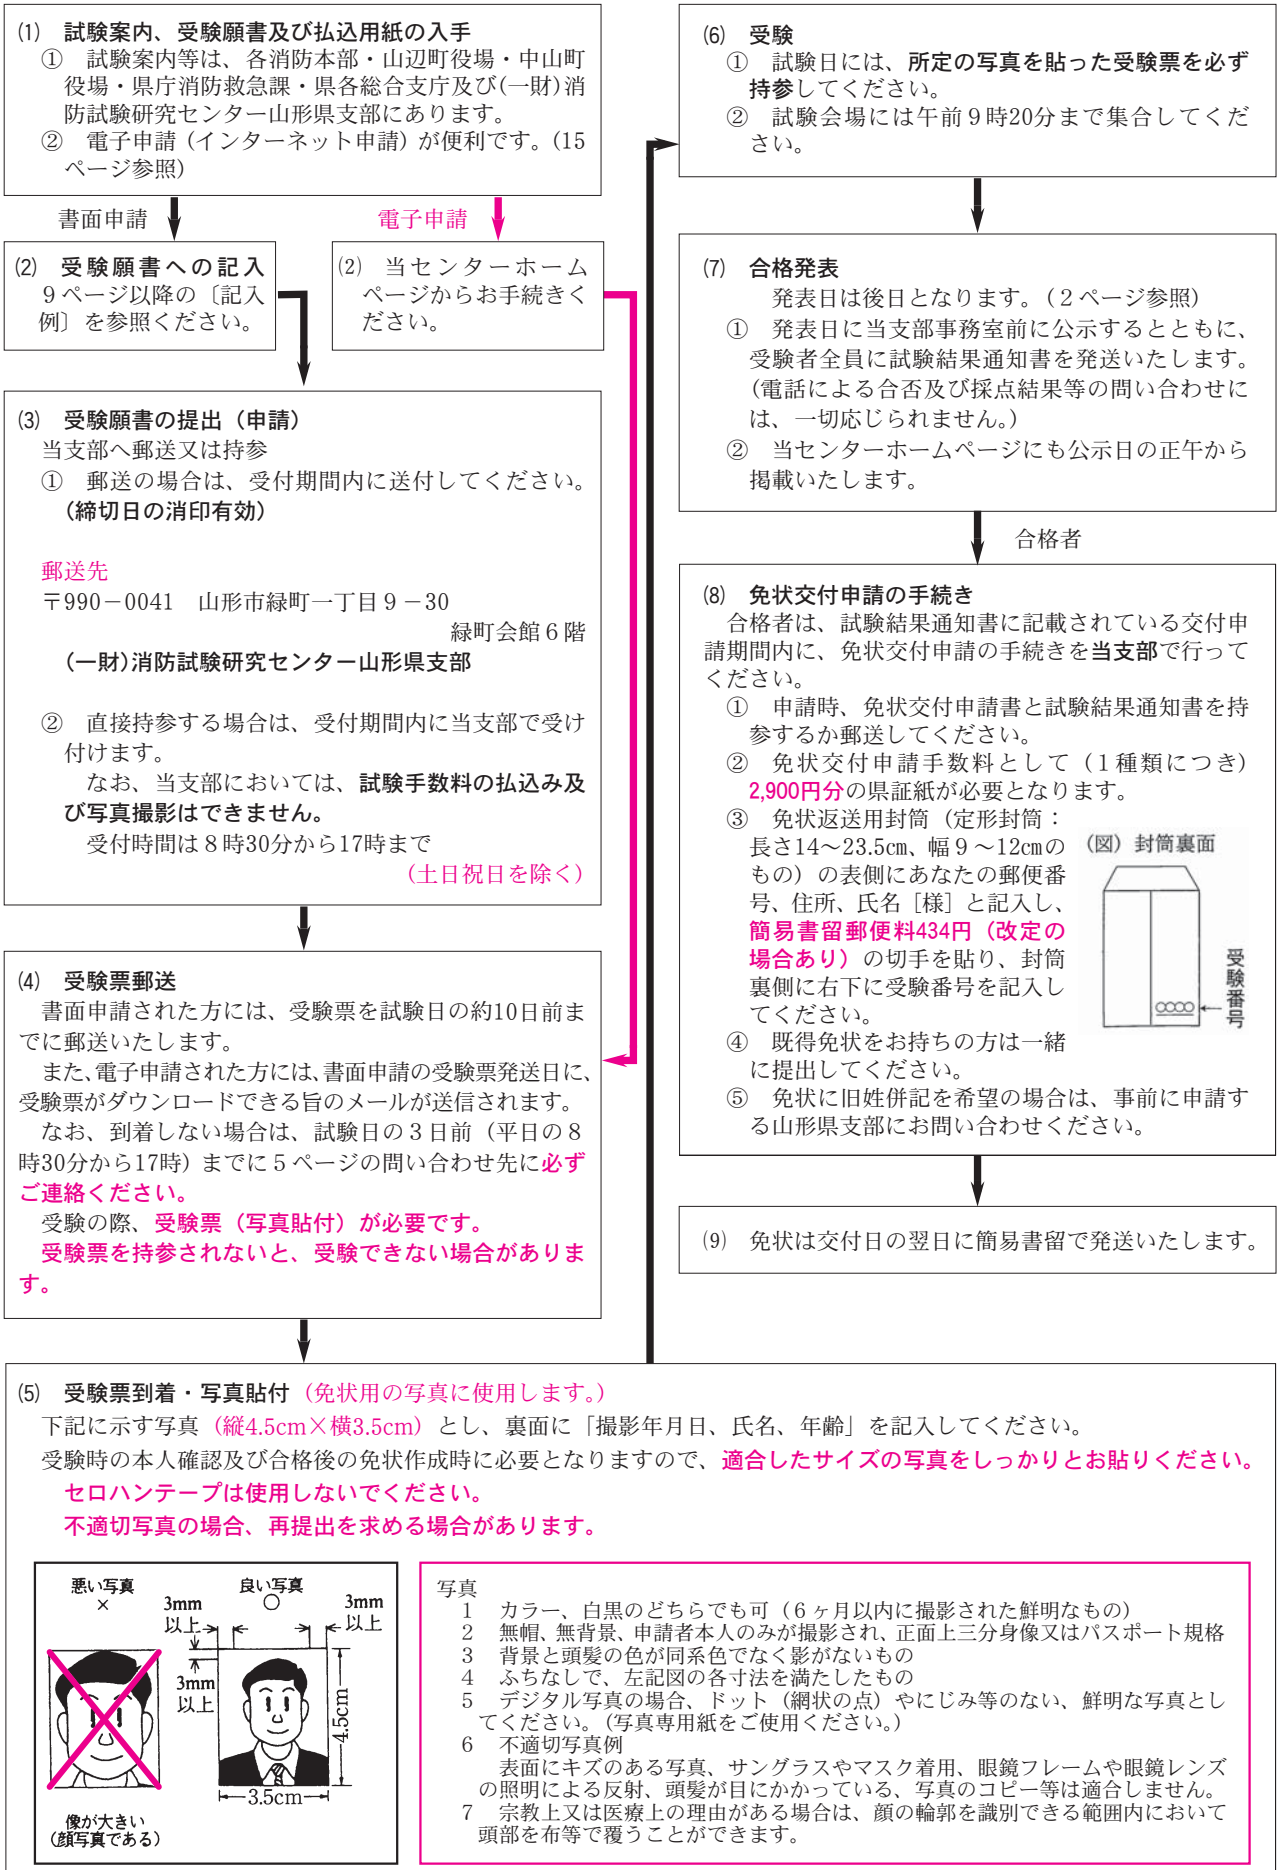 (1) 試験案内、受験願書及び払込用紙の入手
① 試験案内等は、各消防本部・山辺町役場・中山町
役場・県庁消防救急課・県各総合支庁及び(一財)消
防試験研究センター山形県支部にあります。
② 電子申請（インターネット申請）が便利です。（15
ページ参照）
書面申請
電子申請
(2) 受験願書への記入
９ページ以降の〔記入
例〕を参照ください。
(2) 当センターホーム
ページからお手続きく
ださい。
(3) 受験願書の提出（申請）
当支部へ郵送又は持参
① 郵送の場合は、受付期間内に送付してください。
（締切日の消印有効）
郵送先
〒990－0041 山形市緑町一丁目９－30
緑町会館６階
(一財)消防試験研究センター山形県支部
② 直接持参する場合は、受付期間内に当支部で受け
付けます。
なお、当支部においては、試験手数料の払込み及
び写真撮影はできません。
受付時間は８時30分から17時まで
（土日祝日を除く）
(4) 受験票郵送
書面申請された方には、受験票を試験日の約10日前ま
でに郵送いたします。
また、電子申請された方には、書面申請の受験票発送日に、
受験票がダウンロードできる旨のメールが送信されます。
なお、到着しない場合は、試験日の３日前（平日の８
時30分から17時）までに５ページの問い合わせ先に必ず
ご連絡ください。
受験の際、受験票（写真貼付）が必要です。
受験票を持参されないと、受験できない場合がありま
す。
(5) 受験票到着・写真貼付（免状用の写真に使用します。）
下記に示す写真（縦4.5cm×横3.5cm）とし、裏面に「撮影年月日、氏名、年齢」を記入してください。
受験時の本人確認及び合格後の免状作成時に必要となりますので、適合したサイズの写真をしっかりとお貼りください。
セロハンテープは使用しないでください。
不適切写真の場合、再提出を求める場合があります。
悪い写真
×
良い写真
○
3mm
以上
3mm
以上
3mm
以上
4.5cm
3.5cm
像が大きい
（顔写真である）
写真
1 カラー、白黒のどちらでも可（６ヶ月以内に撮影された鮮明なもの）
2 無帽、無背景、申請者本人のみが撮影され、正面上三分身像又はパスポート規格
3 背景と頭髪の色が同系色でなく影がないもの
4 ふちなしで、左記図の各寸法を満たしたもの
5 デジタル写真の場合、ドット（網状の点）やにじみ等のない、鮮明な写真とし
てください。（写真専用紙をご使用ください。）
6 不適切写真例
表面にキズのある写真、サングラスやマスク着用、眼鏡フレームや眼鏡レンズ
の照明による反射、頭髪が目にかかっている、写真のコピー等は適合しません。
7 宗教上又は医療上の理由がある場合は、顔の輪郭を識別できる範囲内において
頭部を布等で覆うことができます。
(6) 受験
① 試験日には、所定の写真を貼った受験票を必ず
持参してください。
② 試験会場には午前９時20分まで集合してくだ
さい。
(7) 合格発表
発表日は後日となります。（２ページ参照）
① 発表日に当支部事務室前に公示するとともに、
受験者全員に試験結果通知書を発送いたします。
（電話による合否及び採点結果等の問い合わせに
は、一切応じられません。）
② 当センターホームページにも公示日の正午から
掲載いたします。
合格者
(8) 免状交付申請の手続き
合格者は、試験結果通知書に記載されている交付申
請期間内に、免状交付申請の手続きを当支部で行って
ください。
① 申請時、免状交付申請書と試験結果通知書を持
参するか郵送してください。
② 免状交付申請手数料として（１種類につき）
2,900円分の県証紙が必要となります。
③ 免状返送用封筒（定形封筒：
長さ14～23.5㎝、幅９～12㎝の
もの）の表側にあなたの郵便番
号、住所、氏名［様］と記入し、
簡易書留郵便料434円（改定の
場合あり）の切手を貼り、封筒
裏側に右下に受験番号を記入し
てください。
④ 既得免状をお持ちの方は一緒
に提出してください。
⑤ 免状に旧姓併記を希望の場合は、事前に申請す
る山形県支部にお問い合わせください。
（図）封筒裏面
○○○○
受験番号
(9) 免状は交付日の翌日に簡易書留で発送いたします。